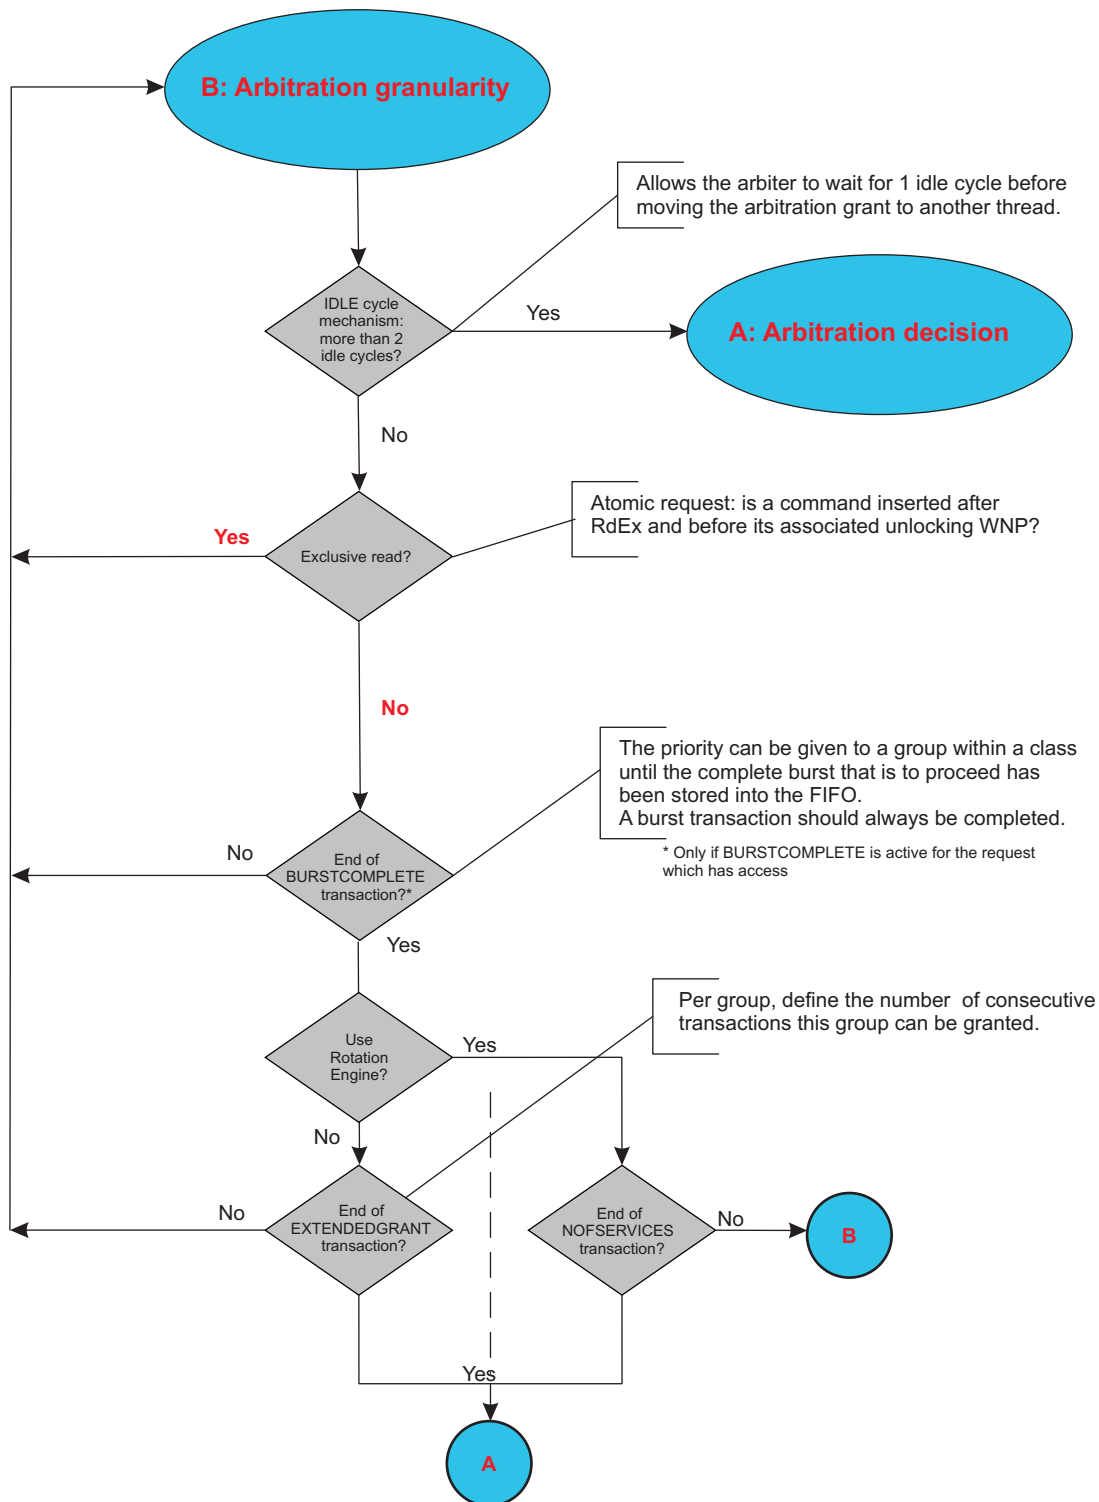 B: Arbitration granularity
Allows the arbiter to wait for 1 idle cycle before
moving the arbitration grant to another thread.
IDLE cycle
mechanism:
more than 2
idle cycles?
Yes
A: Arbitration decision
No
Atomic request: is a command inserted after
RdEx and before its associated unlocking WNP?
Yes
Exclusive read?
No
The priority can be given to a group within a class
until the complete burst that is to proceed has
been stored into the FIFO.
A burst transaction should always be completed.
* Only if BURSTCOMPLETE is active for the request
which has access
No
End of
BURSTCOMPLETE
transaction?*
Yes
Per group, define the number of consecutive
transactions this group can be granted.
Use
Rotation
Engine?
Yes
No
No
End of
EXTENDEDGRANT
transaction?
End of
NOFSERVICES
transaction?
No
B
Yes
A